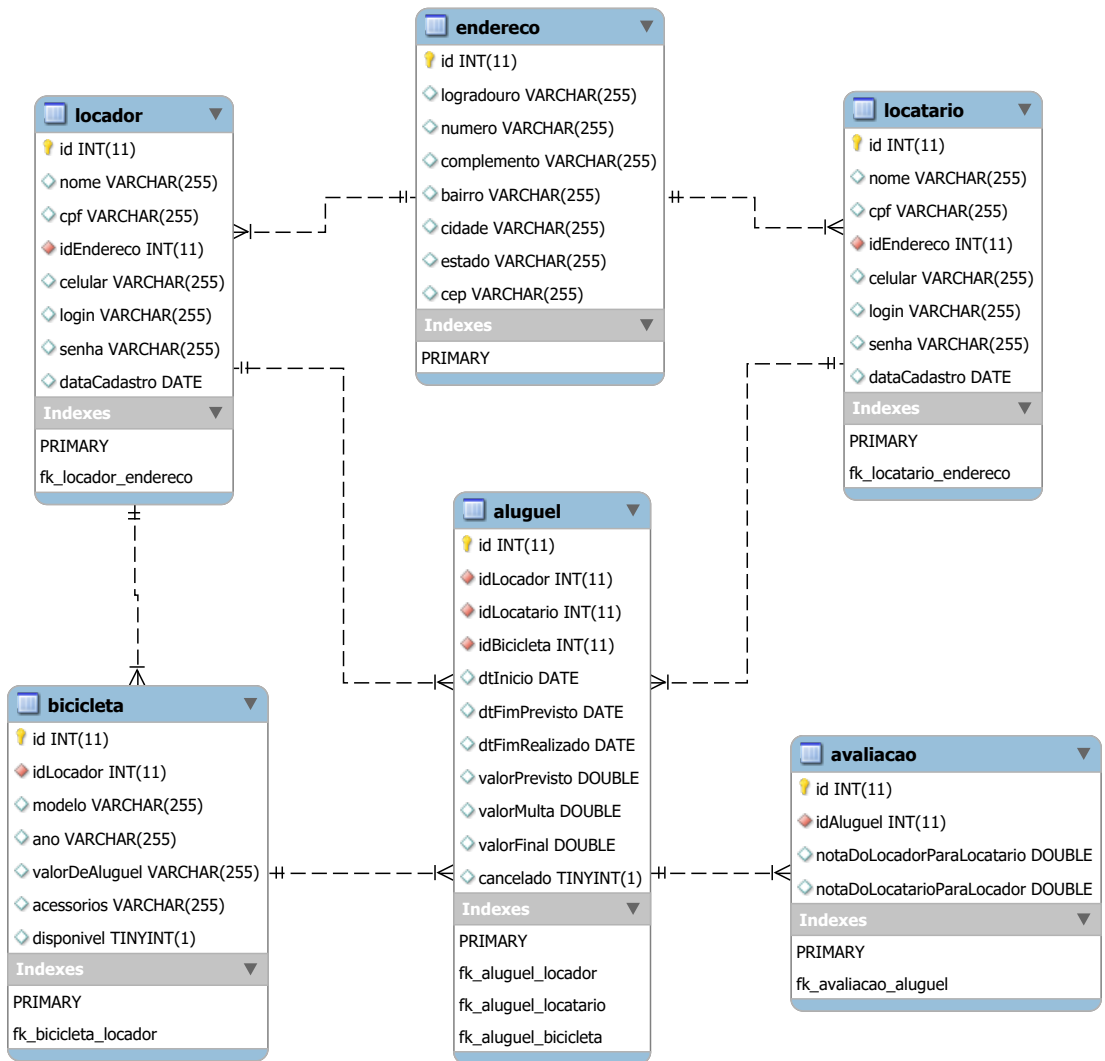 endereco
id INT(11)
logradouro VARCHAR(255)
numero VARCHAR(255)
complemento VARCHAR(255)
bairro VARCHAR(255)
cidade VARCHAR(255)
estado VARCHAR(255)
cep VARCHAR(255)
Indexes
PRIMARY
locador
id INT(11)
nome VARCHAR(255)
cpf VARCHAR(255)
idEndereco INT(11)
celular VARCHAR(255)
login VARCHAR(255)
senha VARCHAR(255)
dataCadastro DATE
Indexes
PRIMARY
fk_locador_endereco
locatario
id INT(11)
nome VARCHAR(255)
cpf VARCHAR(255)
idEndereco INT(11)
celular VARCHAR(255)
login VARCHAR(255)
senha VARCHAR(255)
dataCadastro DATE
Indexes
PRIMARY
fk_locatario_endereco
aluguel
id INT(11)
idLocador INT(11)
idLocatario INT(11)
idBicicleta INT(11)
dtInicio DATE
dtFimPrevisto DATE
dtFimRealizado DATE
valorPrevisto DOUBLE
valorMulta DOUBLE
valorFinal DOUBLE
cancelado TINYINT(1)
Indexes
PRIMARY
fk_aluguel_locador
fk_aluguel_locatario
fk_aluguel_bicicleta
bicicleta
id INT(11)
idLocador INT(11)
modelo VARCHAR(255)
ano VARCHAR(255)
valorDeAluguel VARCHAR(255)
acessorios VARCHAR(255)
disponivel TINYINT(1)
Indexes
PRIMARY
fk_bicicleta_locador
avaliacao
id INT(11)
idAluguel INT(11)
notaDoLocadorParaLocatario DOUBLE
notaDoLocatarioParaLocador DOUBLE
Indexes
PRIMARY
fk_avaliacao_aluguel